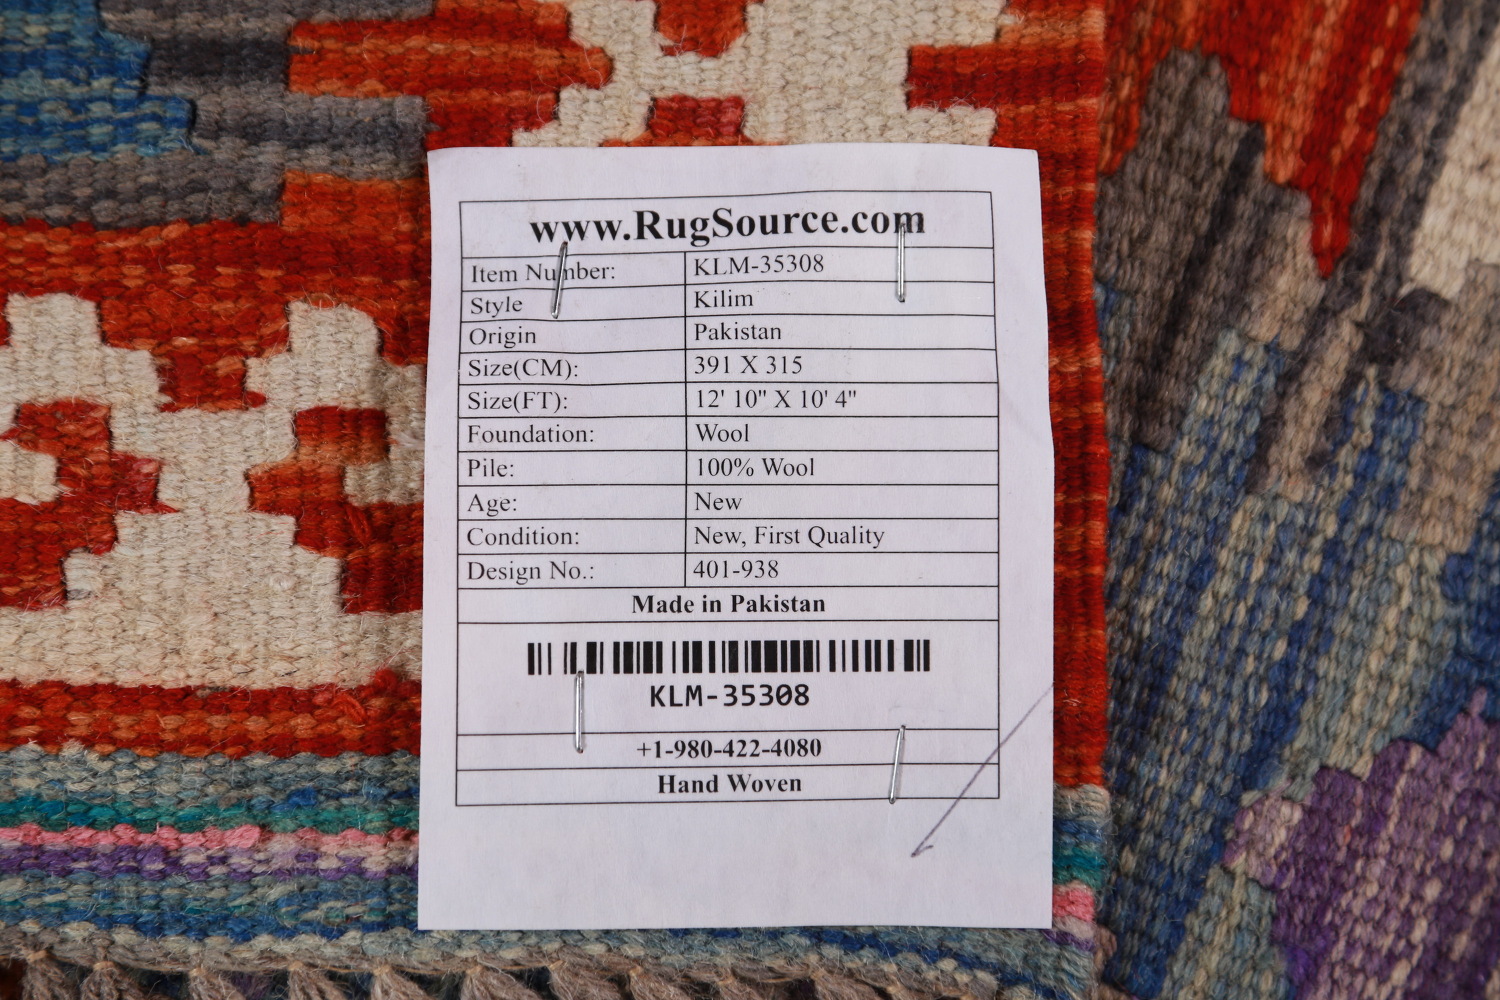 www.RugSource.com
Item Number: KLM-35308
Style Kilim
Origin Pakistan
Size(CM): 391 X 315
Size(FT): 12' 10" X 10' 4"
Foundation: Wool
Pile: 100% Wool
Age: New
Condition: New, First Quality
Design No.: 401-938
Made in Pakistan
KLM-35308
+1-980-422-4080
Hand Woven